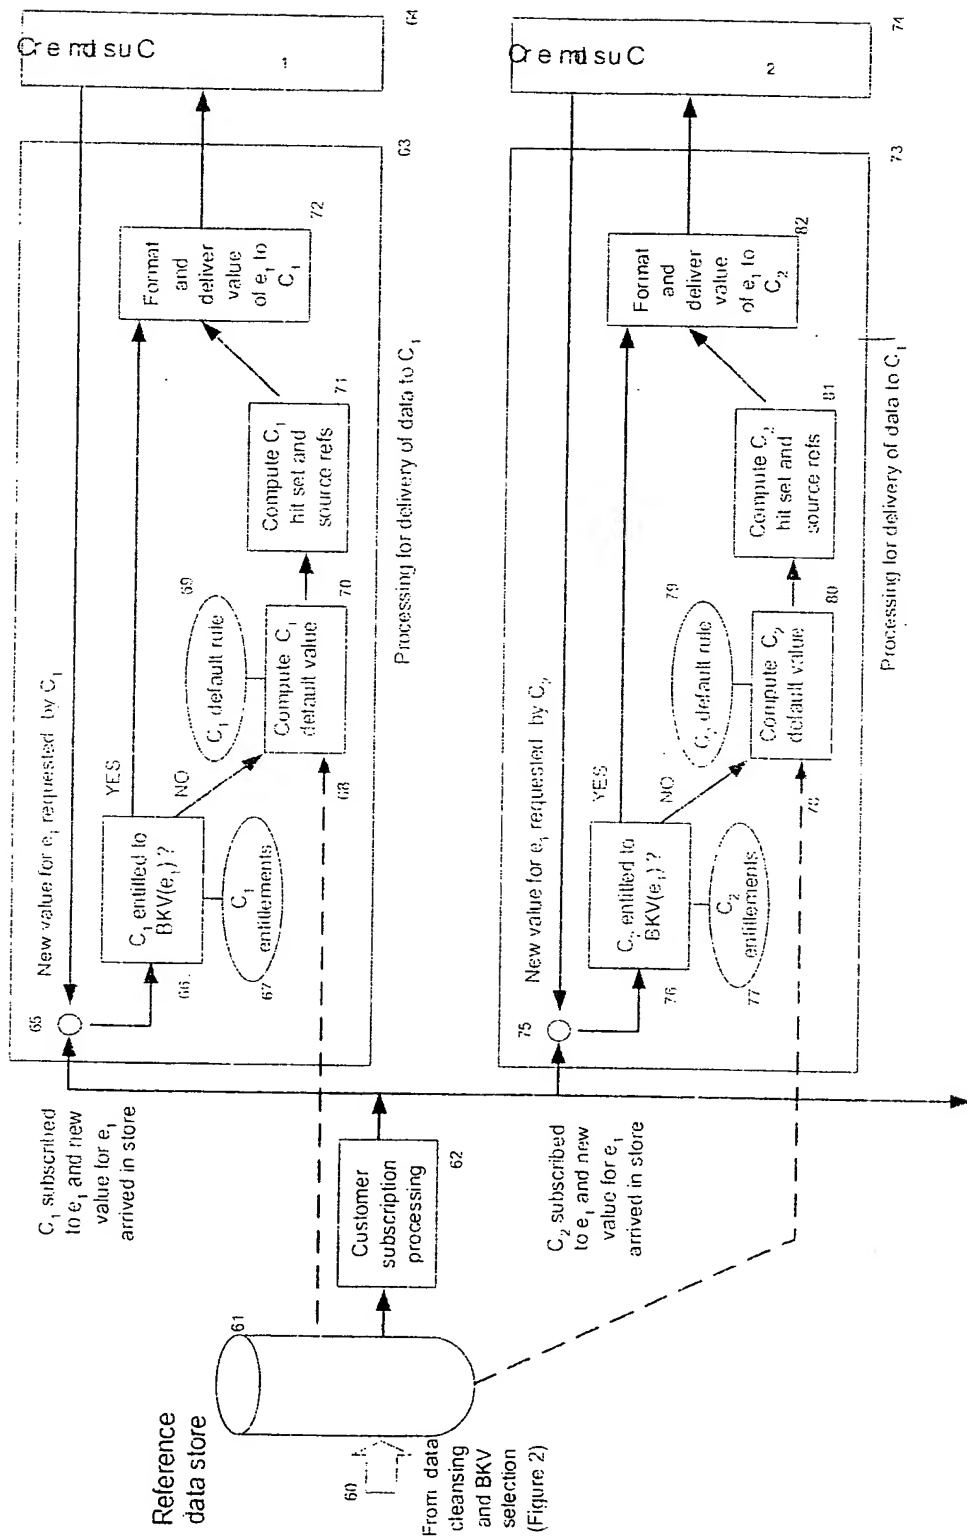 Reference
data store
60
From data
cleansing
and BKV
selection
(Figure 2)
61
Customer
subscription
processing
62
C1 subscribed
to e1 and new
value for e1
arrived in store
65
New value for e1 requested by C1
C1 entitled to
BKV(e1) ?
66
C1
entitlements
67
YES
NO
68
C1 default rule
69
Compute C1
default value
70
Compute C1
hit set and
source refs
71
Format
and
deliver
value
of e1 to
C1
72
63
Processing for delivery of data to C1
Cremdsu C
1
64
C2 subscribed
to e1 and new
value for e1
arrived in store
75
New value for e1 requested by C2
C2 entitled to
BKV(e1) ?
76
C2
entitlements
77
YES
NO
78
C2 default rule
79
Compute C2
default value
80
Compute C2
hit set and
source refs
81
Format
and
deliver
value
of e1 to
C2
82
73
Processing for delivery of data to C1
Cremdsu C
2
74